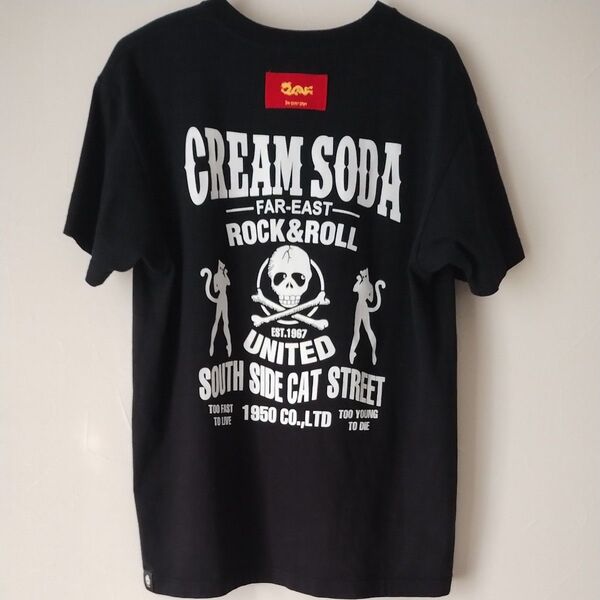 CREAM SODA
FAR-EAST
ROCK&ROLL
EST.1967
UNITED
SOUTH SIDE CAT STREET
TOO FAST
TO LIVE
1950 CO.,LTD
TOO YOUNG
TO DIE